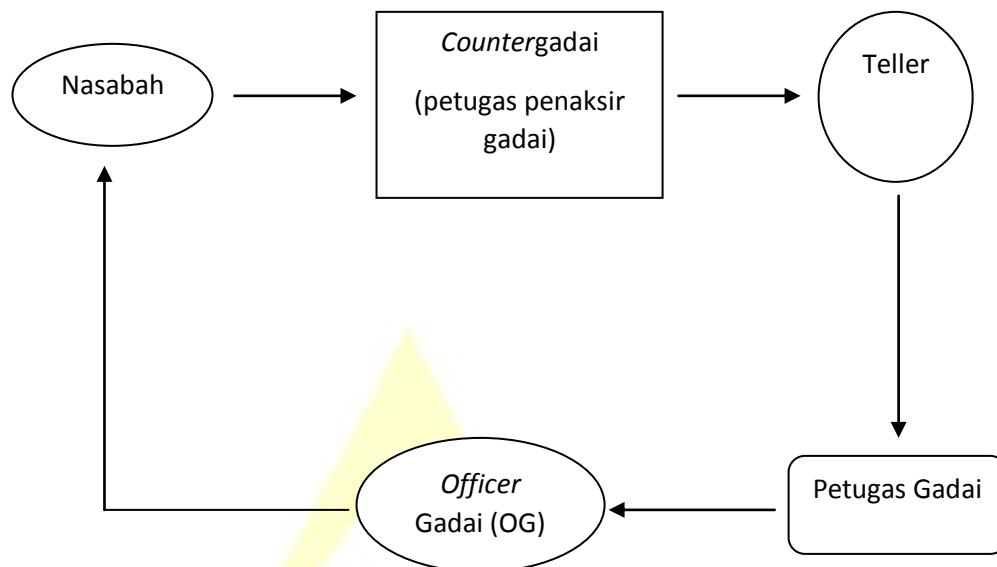 Nasabah
Countergadai
(petugas penaksir
gadai)
Teller
Petugas Gadai
Officer
Gadai (OG)